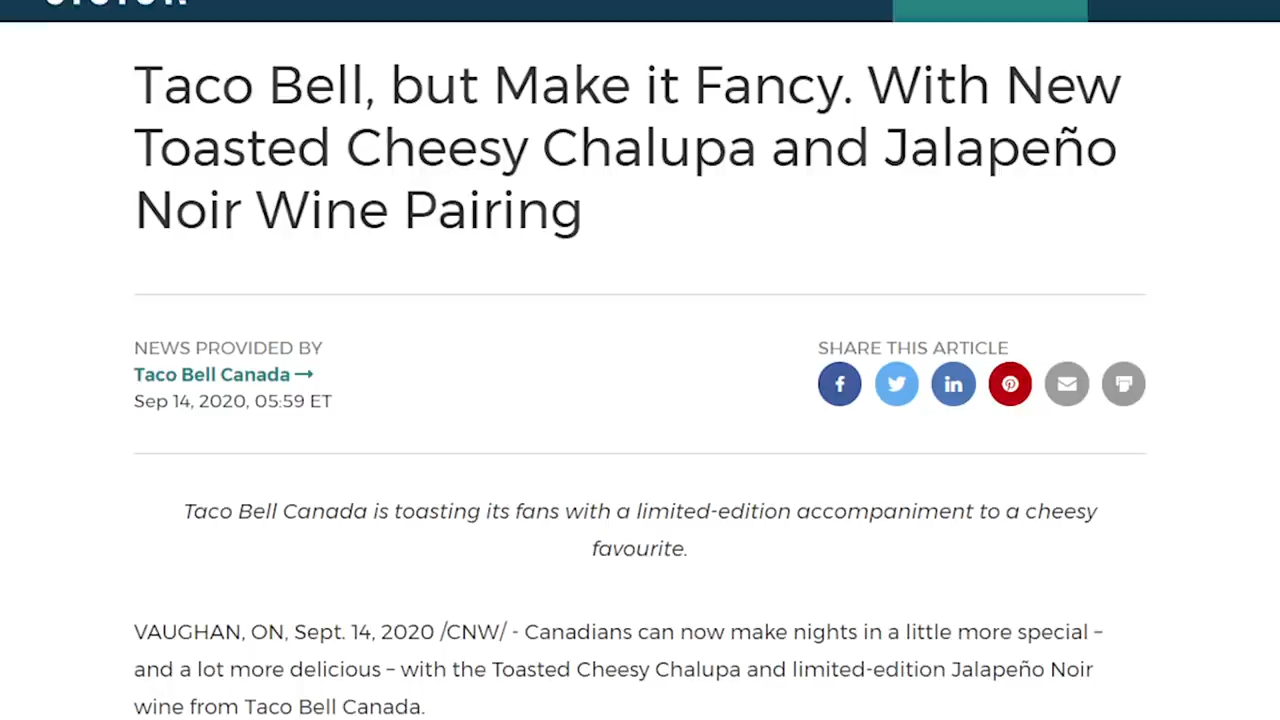 Taco Bell, but Make it Fancy. With New
Toasted Cheesy Chalupa and Jalapeño
Noir Wine Pairing
NEWS PROVIDED BY
Taco Bell Canada →
Sep 14, 2020, 05:59 ET
SHARE THIS ARTICLE
Taco Bell Canada is toasting its fans with a limited-edition accompaniment to a cheesy
favourite.
VAUGHAN, ON, Sept. 14, 2020 /CNW/ - Canadians can now make nights in a little more special –
and a lot more delicious – with the Toasted Cheesy Chalupa and limited-edition Jalapeño Noir
wine from Taco Bell Canada.